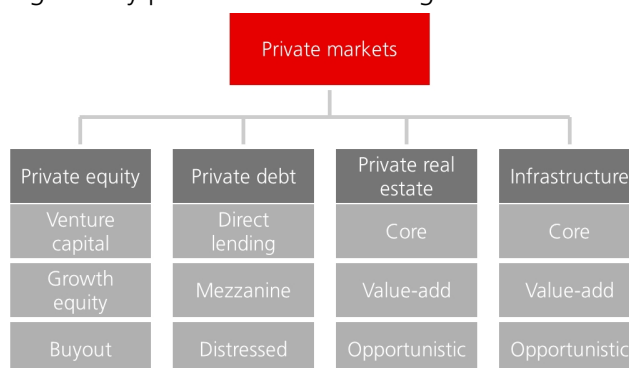 Private markets
Private equity
Private debt
Private real
estate
Infrastructure
Venture
capital
Direct
lending
Core
Core
Growth
equity
Mezzanine
Value-add
Value-add
Buyout
Distressed
Opportunistic
Opportunistic